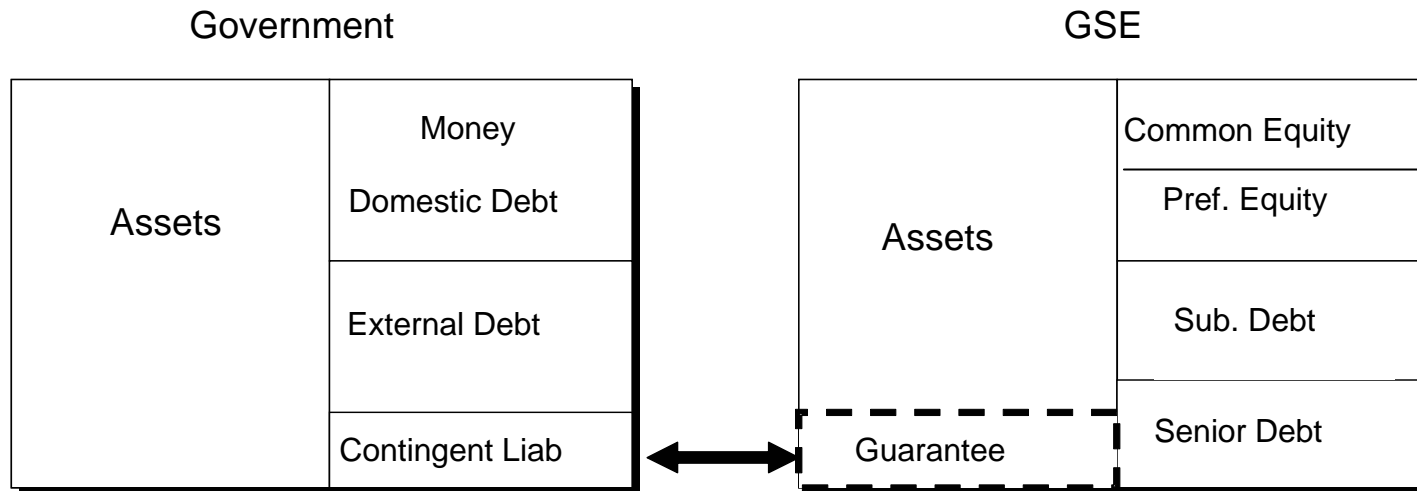 Government
GSE
Assets
Money
Domestic Debt
External Debt
Contingent Liab
Assets
Guarantee
Common Equity
Pref. Equity
Sub. Debt
Senior Debt